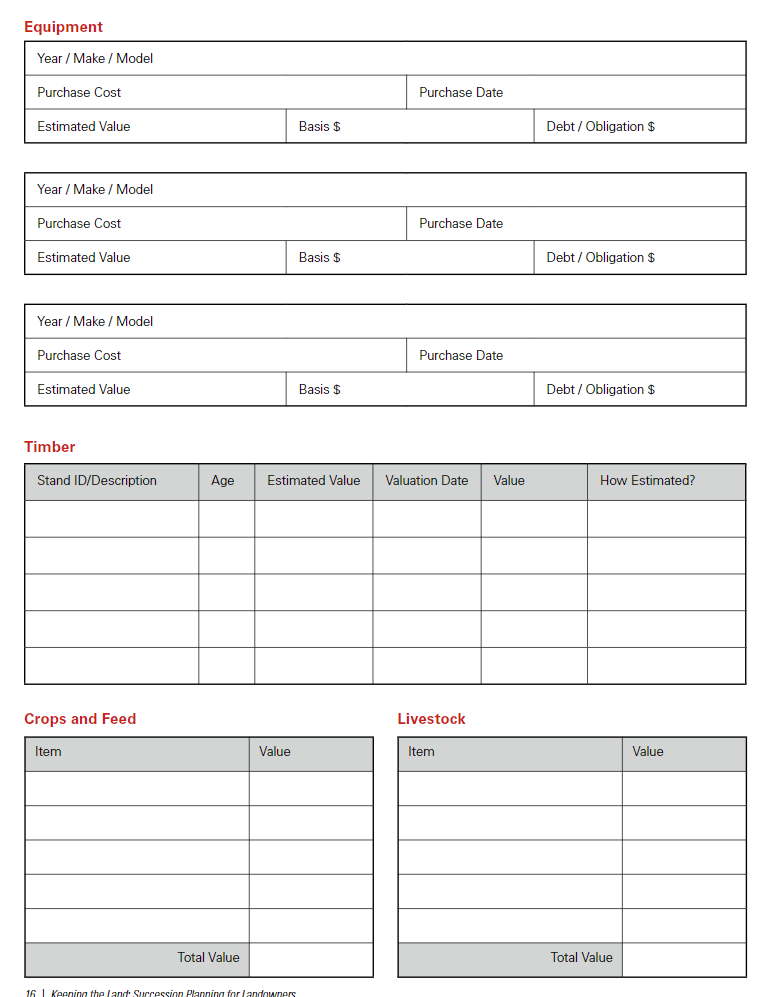 Equipment
Year / Make / Model
Purchase Cost Purchase Date
Estimated Value Basis $ Debt / Obligation $
Year / Make / Model
Purchase Cost Purchase Date
Estimated Value Basis $ Debt / Obligation $
Year / Make / Model
Purchase Cost Purchase Date
Estimated Value Basis $ Debt / Obligation $
Timber
Stand ID/Description Age Estimated Value Valuation Date Value How Estimated?
Crops and Feed Livestock
Item Value Item Value
Total Value Total Value
16 | Keeping the Land: Succession Planning for Landowners